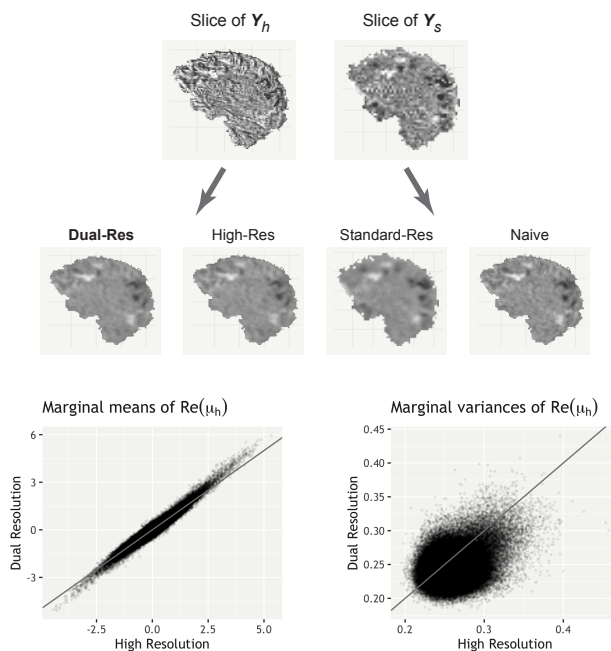 Slice of Yh
Slice of Ys
Dual-Res
High-Res
Standard-Res
Naive
Marginal means of Re(μh)
6
3
0
-3
-2.5
0.0
2.5
5.0
Dual Resolution
High Resolution
Marginal variances of Re(μh)
0.45
0.40
0.35
0.30
0.25
0.20
0.2
0.3
0.4
Dual Resolution
High Resolution